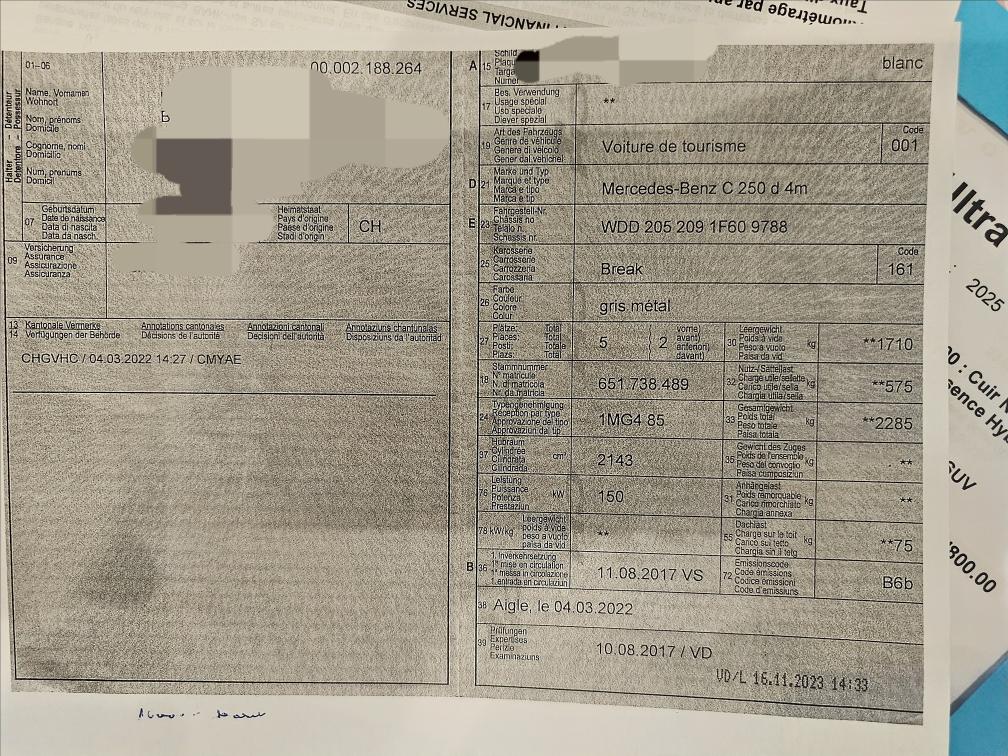 FINANCIAL SERVICES
Kilométrage par an
Taux
01–06
00.002.188.264
Halter – Détenteur
Detentore – Possessur
Name, Vornamen
Wohnort
Nom, prénoms
Domicile
Cognome, nomi
Domicilio
Num, prenums
Domicil
07
Geburtsdatum
Date de naissance
Data di nascita
Data da nasch.
Heimatstaat
Pays d'origine
Paese d'origine
Stadi d'origin
CH
09
Versicherung
Assurance
Assicurazione
Assicuranza
13
14
Kantonale Vermerke
Verfügungen der Behörde
Annotations cantonales
Décisions de l'autorité
Annotazioni cantonali
Decisioni dell'autorità
Annotaziuns chantunalas
Disposiziuns da l'autoritad
CHGVHC / 04.03.2022 14:27 / CMYAE
A 15
Schild
blanc
17
Bes. Verwendung
Usage spécial
Uso speciale
Diever spezial
**
19
Art des Fahrzeugs
Genre de véhicule
Genere di veicolo
Gener dal vehichel
Voiture de tourisme
Code
001
D 21
Marke und Typ
Marque et type
Marca e tipo
Marca e tip
Mercedes-Benz C 250 d 4m
E 23
Fahrgestell-Nr.
Châssis no
Telaio n.
Schassis nr.
WDD 205 209 1F60 9788
25
Karosserie
Carrosserie
Carrozzeria
Carossaria
Break
Code
161
26
Farbe
Couleur
Colore
Colur
gris métal
27
Plätze: Total
Places: Total
Posti: Totale
Plazs: Total
5
( 2
vorne)
avant)
anteriori)
davant)
30
Leergewicht
Poids à vide
Peso a vuoto
Paisa da vid
kg
**1710
18
Stammnummer
N° matricule
N. di matricola
Nr. da matricla
651.738.489
32
Nutz-/Sattellast
Charge utile/sellette
Carico utile/sella
Chargia utila/sella
kg
**575
24
Typengenehmigung
Réception par type
Approvazione del tipo
Approvaziun dal tip
1MG4 85
33
Gesamtgewicht
Poids total
Peso totale
Paisa totala
kg
**2285
37
Hubraum
Cylindrée
Cilindrata
Cilindrada
cm³
2143
35
Gewicht des Zuges
Poids de l'ensemble
Peso del convoglio
Paisa cumposiziun
kg
**
76
Leistung
Puissance
Potenza
Prestaziun
kW
150
31
Anhängelast
Poids remorquable
Carico rimorchiato
Chargia annexa
kg
**
78 kW/kg
Leergewicht
poids à vide
peso a vuoto
paisa da vid
**
55
Dachlast
Charge sur le toit
Carico sul tetto
Chargia sin il tetg
kg
**75
B 36
1. Inverkehrsetzung
1re mise en circulation
1a messa in circolazione
1. entrada en circulaziun
11.08.2017 VS
72
Emissionscode
Code émissions
Codice emissioni
Code d'emissiuns
B6b
38 Aigle, le 04.03.2022
39
Prüfungen
Expertises
Perizie
Examinaziuns
10.08.2017 / VD
VD/L 16.11.2023 14:33
Ultra
2025
: Cuir
SUV
800.00